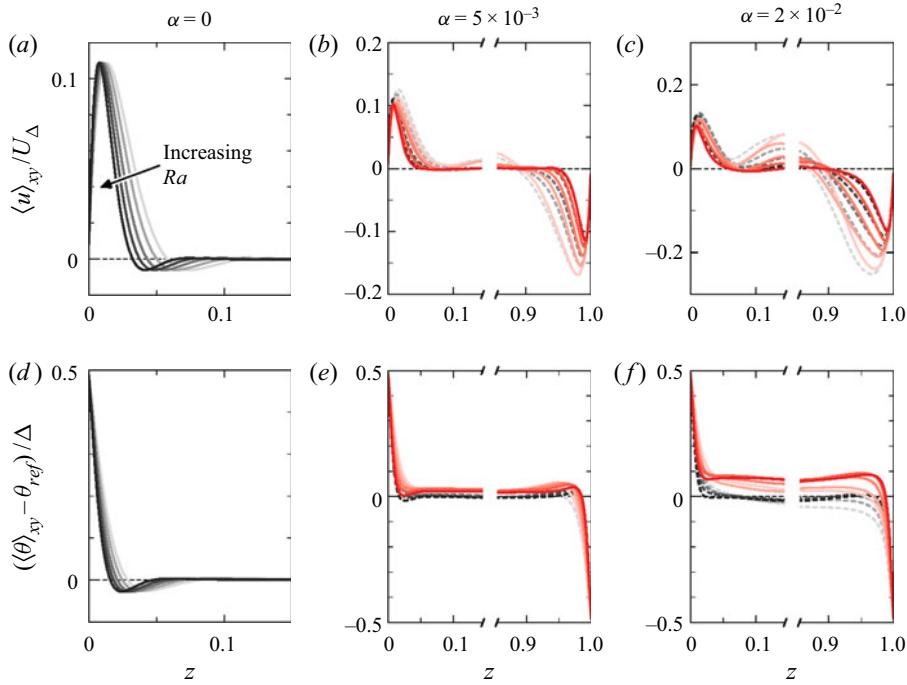 α = 0
α = 5 × 10⁻³
α = 2 × 10⁻²
(a)
(b)
(c)
⟨u⟩xy/UΔ
0.1
0
Increasing
Ra
0
0.1
0.2
0.1
0
−0.1
−0.2
0
0.1
0.9
1.0
0.2
0
−0.2
0
0.1
0.9
1.0
(d)
(e)
(f)
(⟨θ⟩xy − θref)/Δ
0.5
0
0
0.1
z
0.5
0
−0.5
0
0.1
0.9
1.0
z
0.5
0
−0.5
0
0.1
0.9
1.0
z